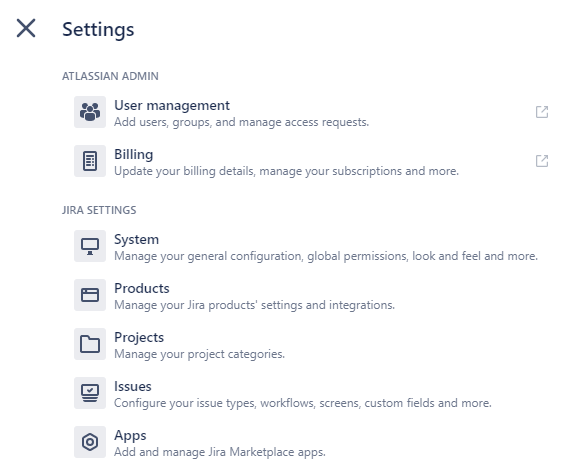 Settings
ATLASSIAN ADMIN
User management
Add users, groups, and manage access requests.
Billing
Update your billing details, manage your subscriptions and more.
JIRA SETTINGS
System
Manage your general configuration, global permissions, look and feel and more.
Products
Manage your Jira products' settings and integrations.
Projects
Manage your project categories.
Issues
Configure your issue types, workflows, screens, custom fields and more.
Apps
Add and manage Jira Marketplace apps.